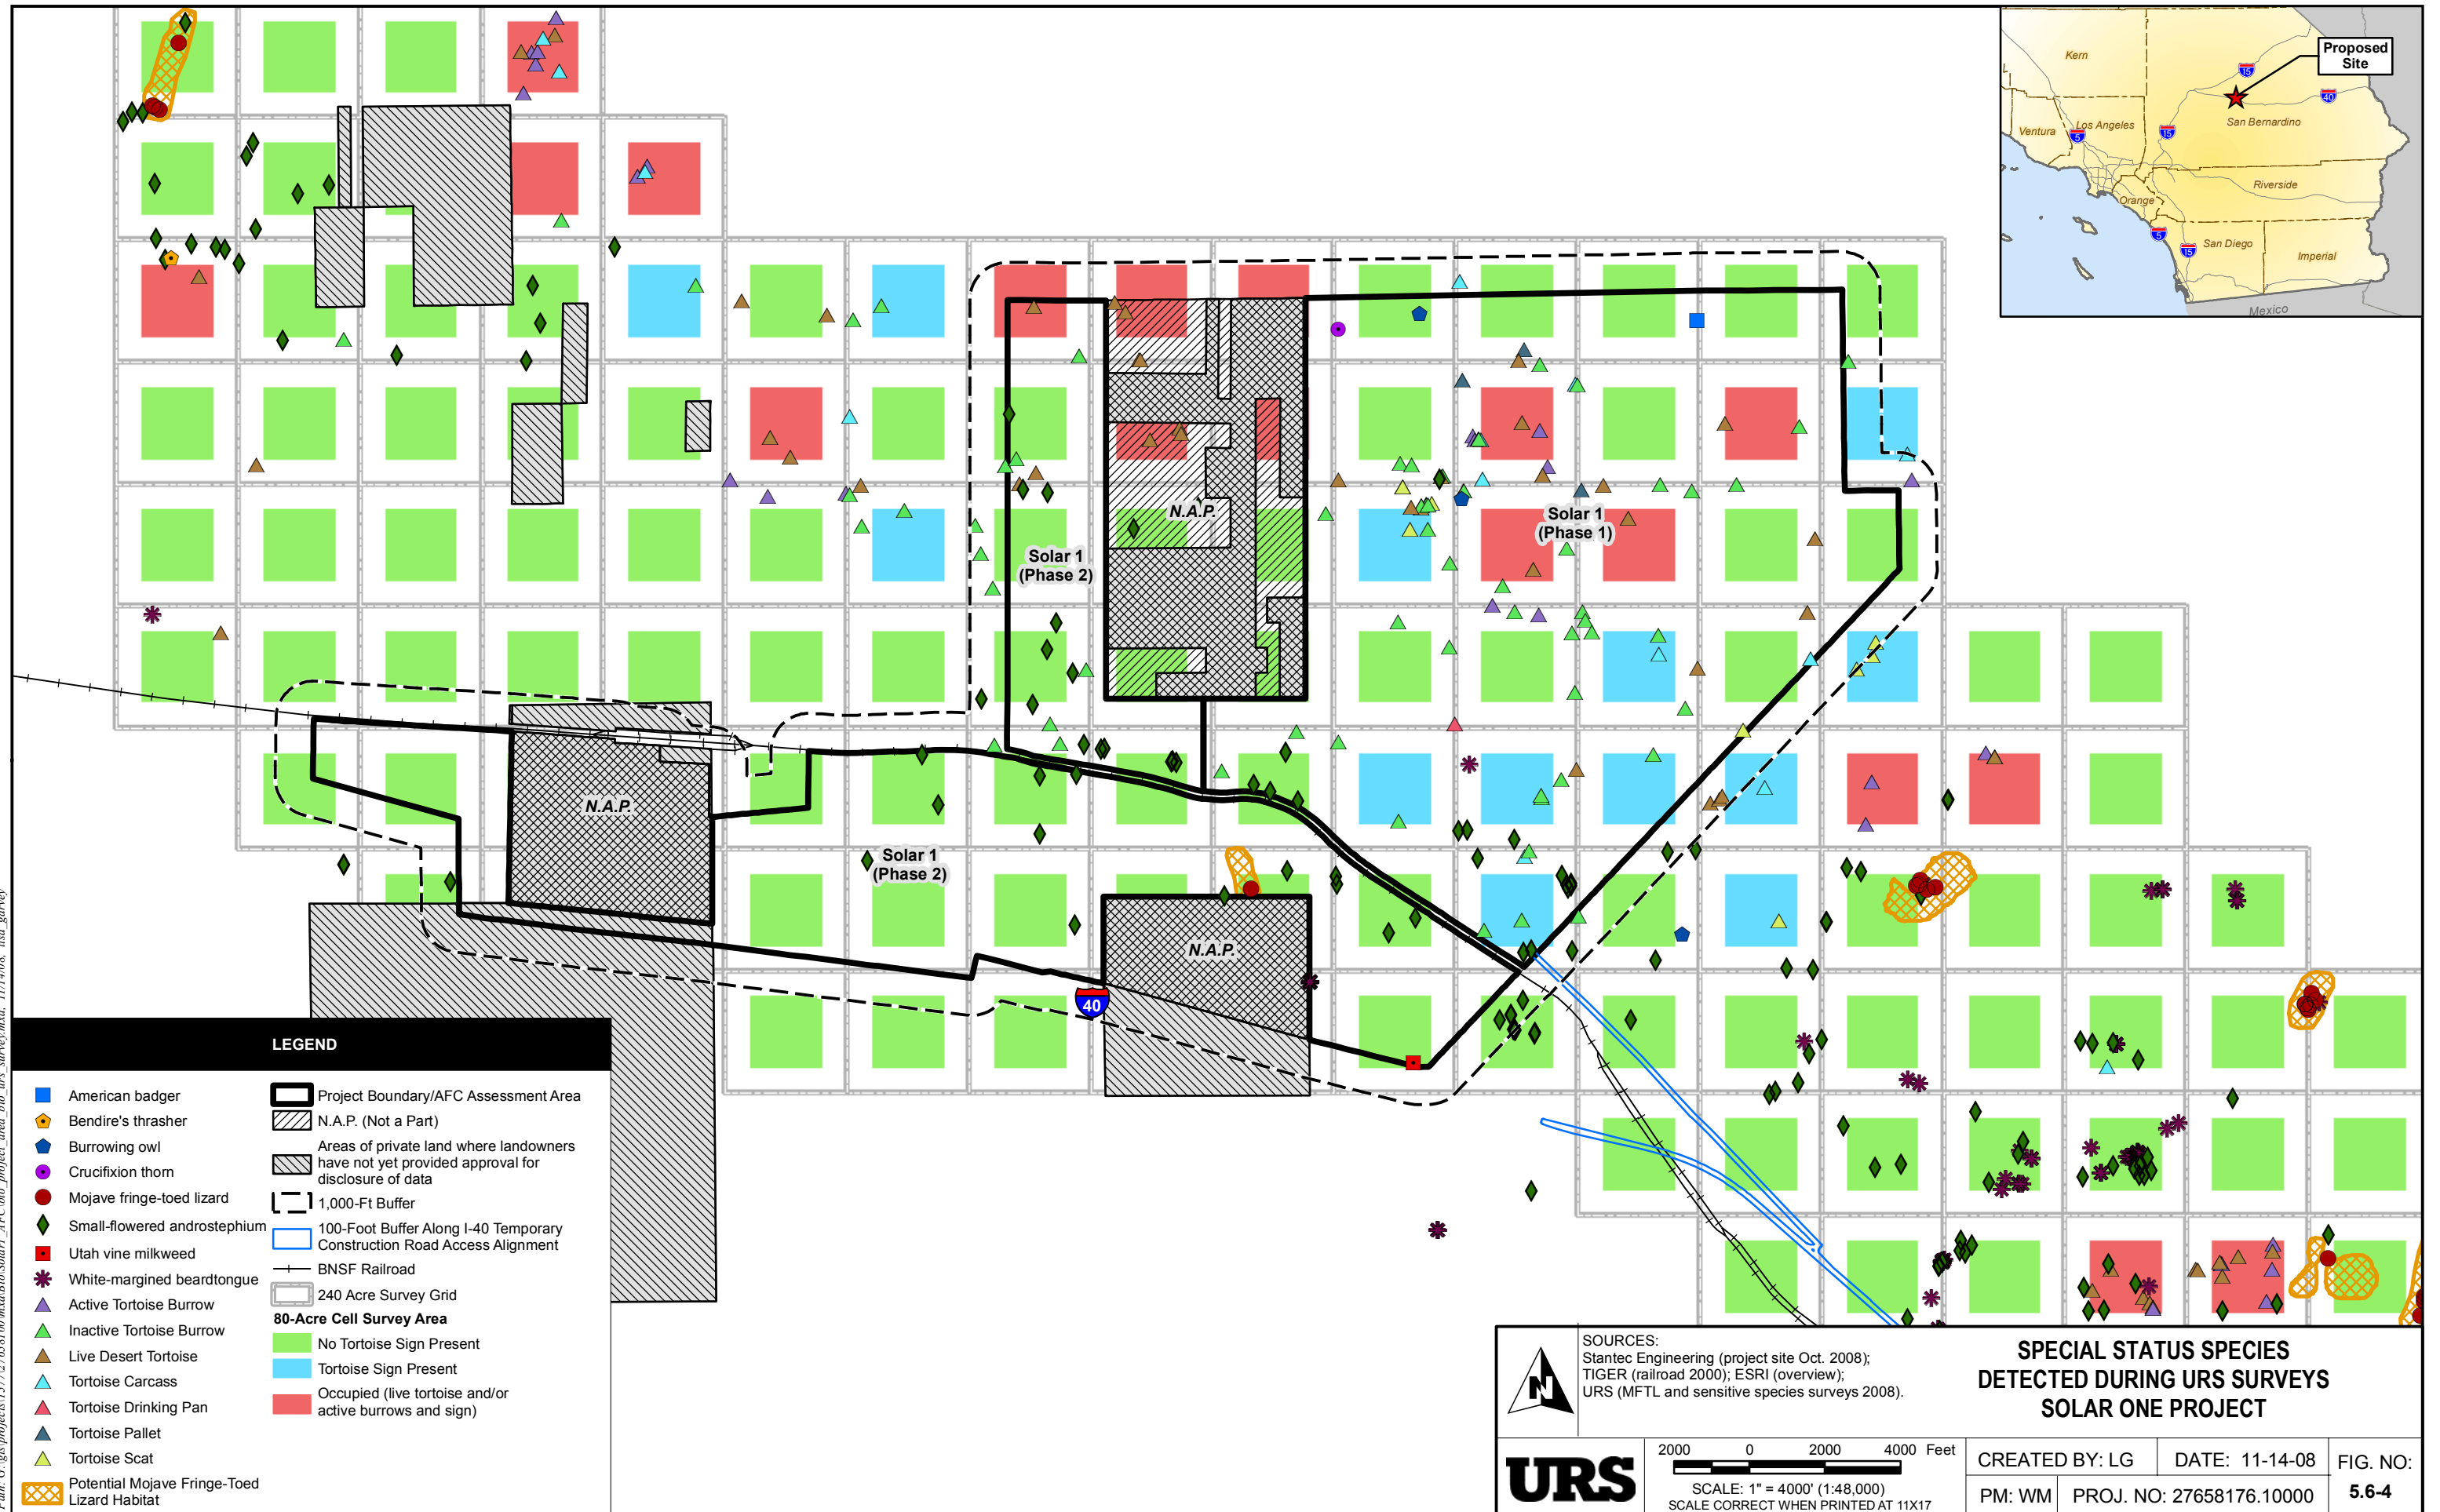 Kern
Proposed
Site
15
40
Ventura
Los Angeles
5
15
San Bernardino
Riverside
Orange
5
15
San Diego
Imperial
Mexico
N.A.P.
Solar 1
(Phase 1)
Solar 1
(Phase 2)
N.A.P.
Solar 1
(Phase 2)
N.A.P.
40
LEGEND
American badger
Bendire's thrasher
Burrowing owl
Crucifixion thorn
Mojave fringe-toed lizard
Small-flowered androstephium
Utah vine milkweed
White-margined beardtongue
Active Tortoise Burrow
Inactive Tortoise Burrow
Live Desert Tortoise
Tortoise Carcass
Tortoise Drinking Pan
Tortoise Pallet
Tortoise Scat
Potential Mojave Fringe-Toed
Lizard Habitat
Project Boundary/AFC Assessment Area
N.A.P. (Not a Part)
Areas of private land where landowners
have not yet provided approval for
disclosure of data
1,000-Ft Buffer
100-Foot Buffer Along I-40 Temporary
Construction Road Access Alignment
BNSF Railroad
240 Acre Survey Grid
80-Acre Cell Survey Area
No Tortoise Sign Present
Tortoise Sign Present
Occupied (live tortoise and/or
active burrows and sign)
N
SOURCES:
Stantec Engineering (project site Oct. 2008);
TIGER (railroad 2000); ESRI (overview);
URS (MFTL and sensitive species surveys 2008).
SPECIAL STATUS SPECIES
DETECTED DURING URS SURVEYS
SOLAR ONE PROJECT
URS
2000 0 2000 4000 Feet
SCALE: 1" = 4000' (1:48,000)
SCALE CORRECT WHEN PRINTED AT 11X17
CREATED BY: LG
DATE: 11-14-08
FIG. NO:
PM: WM
PROJ. NO: 27658176.10000
5.6-4